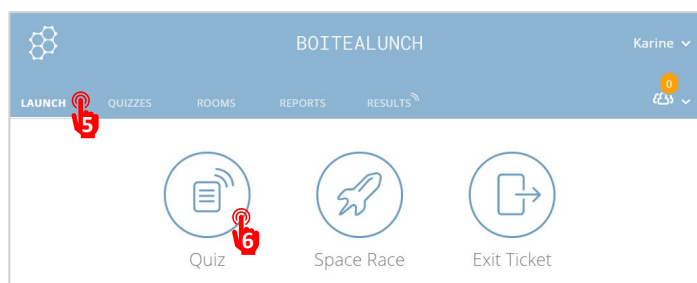 BOITEALUNCH
Karine
0
LAUNCH QUIZZES ROOMS REPORTS RESULTS
5
6
Quiz Space Race Exit Ticket